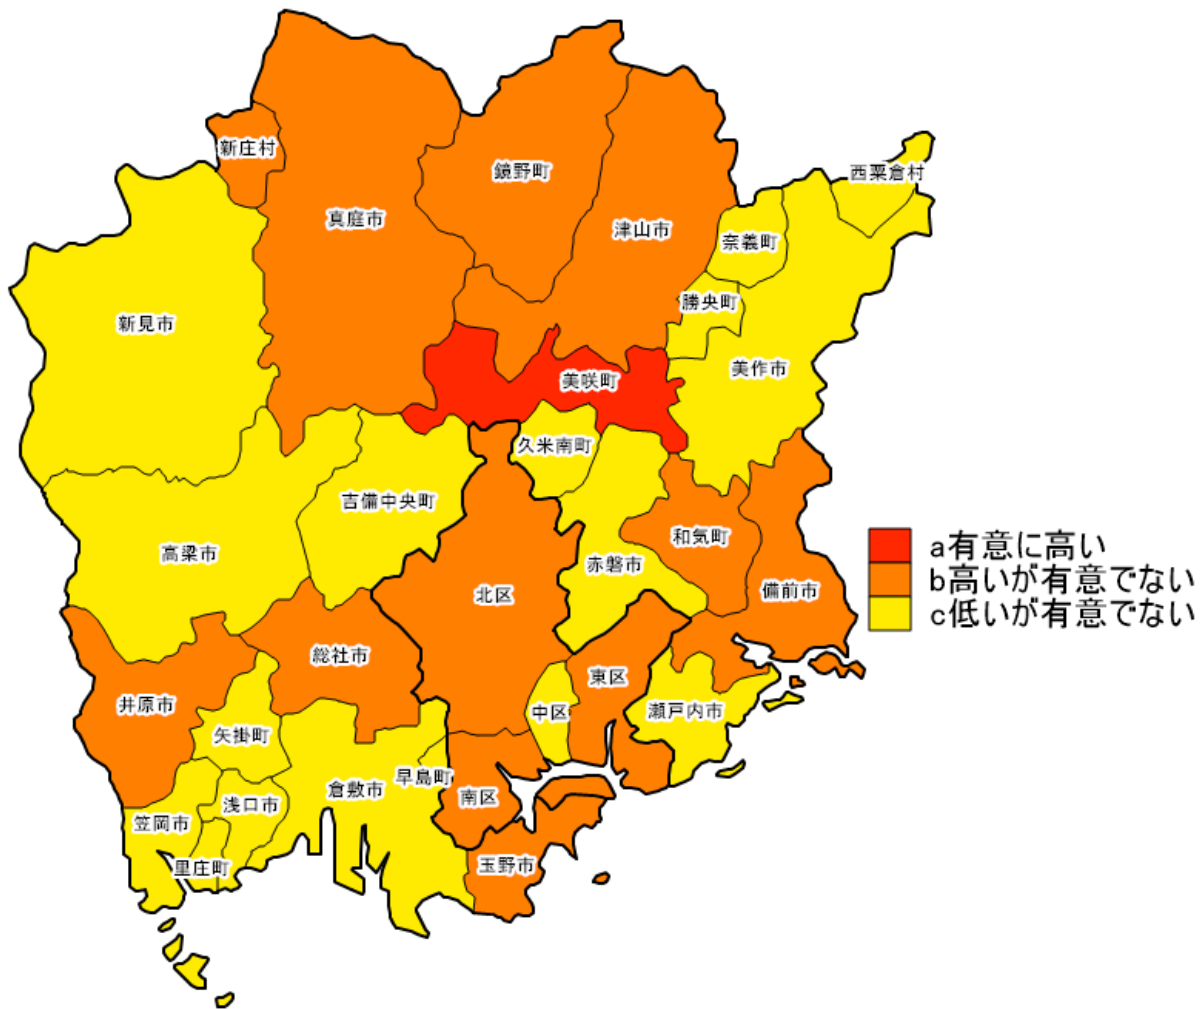 新庄村
真庭市
鏡野町
津山市
西粟倉村
奈義町
勝央町
新見市
美作市
美咲町
久米南町
吉備中央町
高梁市
和気町
赤磐市
備前市
北区
総社市
東区
井原市
中区
瀬戸内市
矢掛町
早島町
倉敷市
南区
浅口市
笠岡市
里庄町
玉野市
a有意に高い
b高いが有意でない
c低いが有意でない